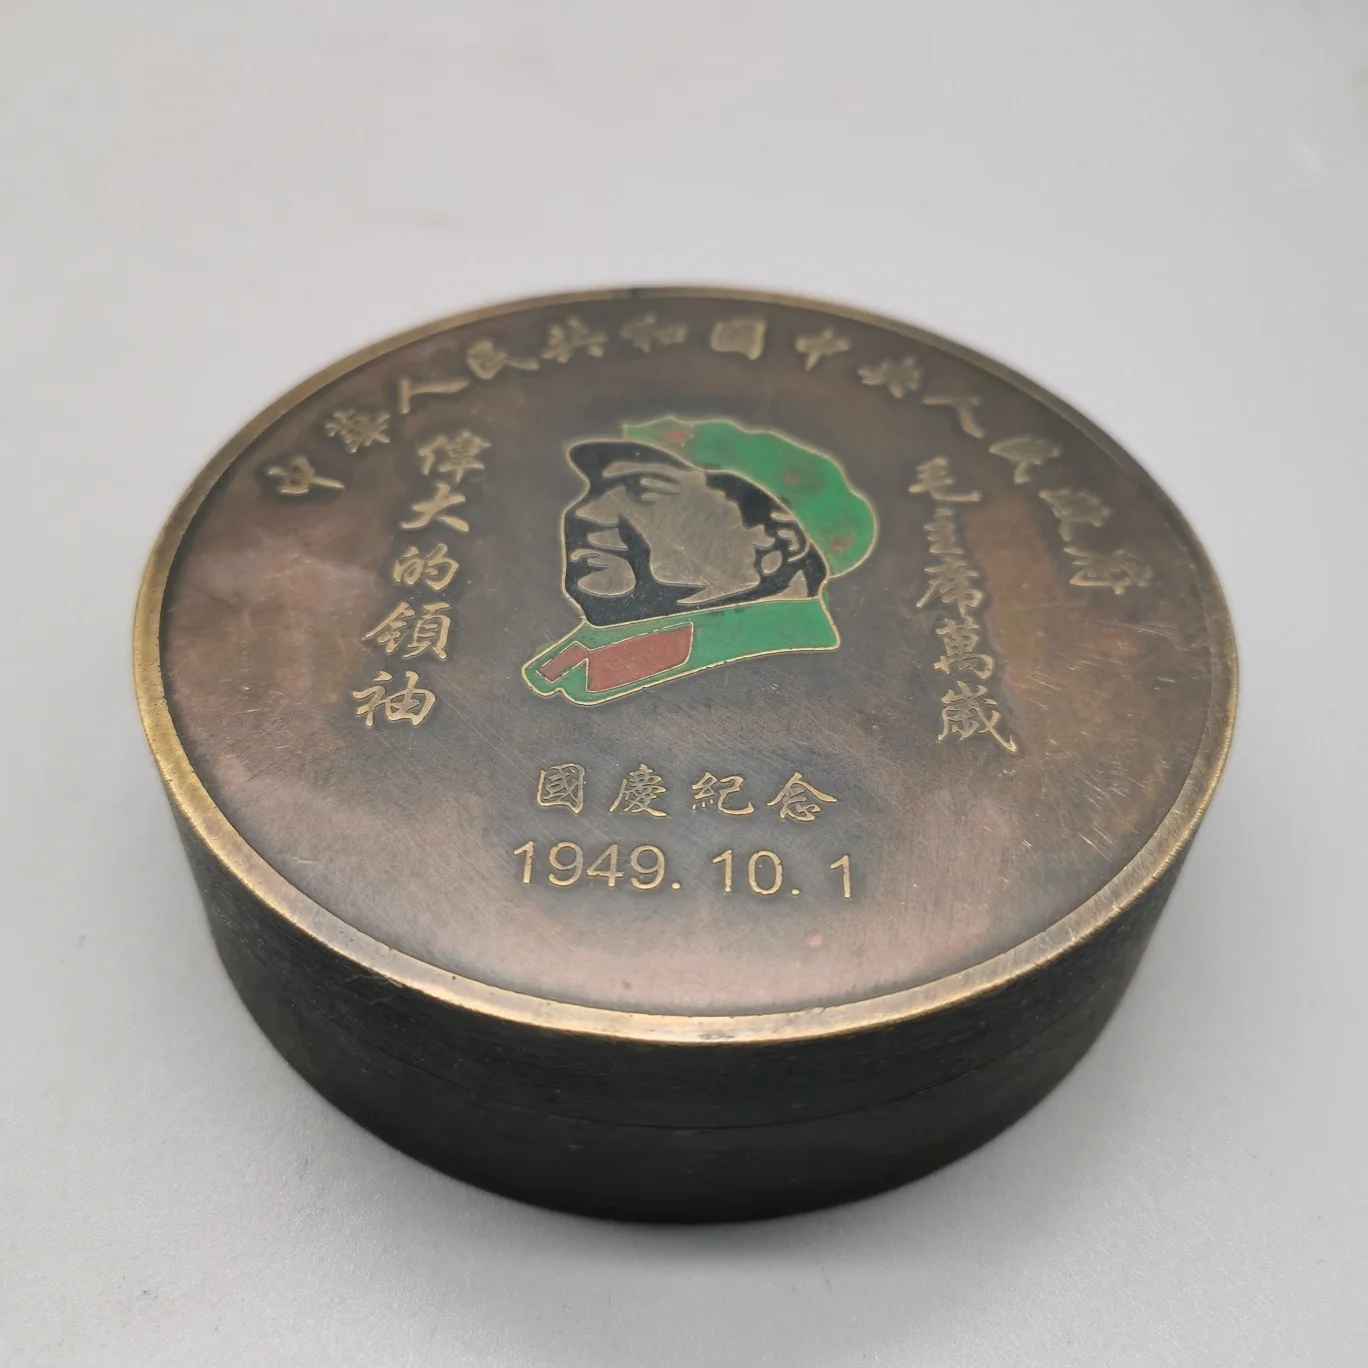 中華人民共和國中央人民政府
偉大的領袖
毛主席萬歲
國慶紀念
1949.10.1